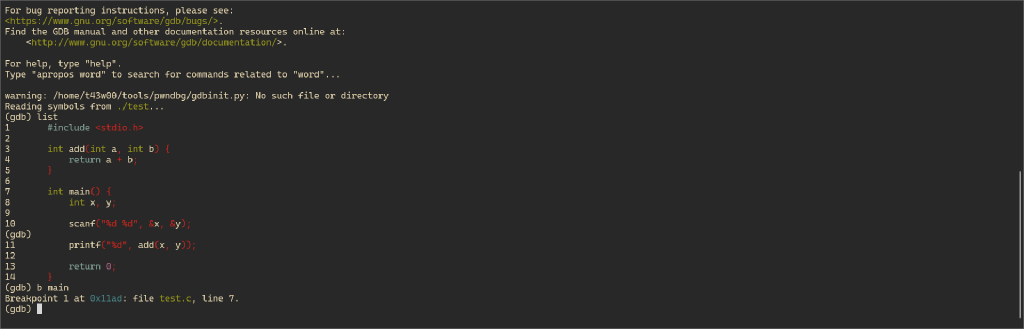 For bug reporting instructions, please see:
<https://www.gnu.org/software/gdb/bugs/>.
Find the GDB manual and other documentation resources online at:
    <http://www.gnu.org/software/gdb/documentation/>.

For help, type "help".
Type "apropos word" to search for commands related to "word"...

warning: /home/t43w00/tools/pwndbg/gdbinit.py: No such file or directory
Reading symbols from ./test...
(gdb) list
1       #include <stdio.h>
2
3       int add(int a, int b) {
4           return a + b;
5       }
6
7       int main() {
8           int x, y;
9
10          scanf("%d %d", &x, &y);
(gdb)
11          printf("%d", add(x, y));
12
13          return 0;
14      }
(gdb) b main
Breakpoint 1 at 0x11ad: file test.c, line 7.
(gdb)